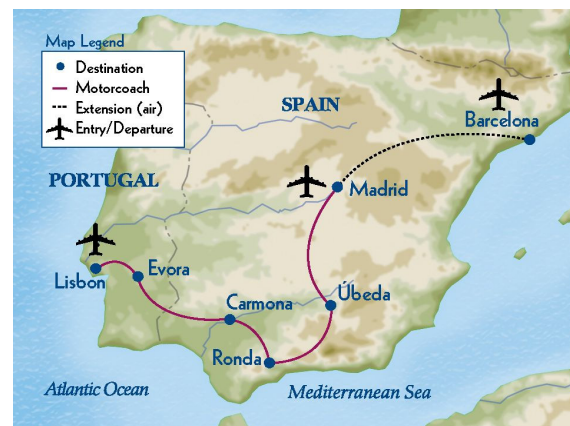 Map Legend
Destination
Motorcoach
Extension (air)
Entry/Departure
SPAIN
Barcelona
PORTUGAL
Madrid
Lisbon
Evora
Carmona
Úbeda
Ronda
Atlantic Ocean
Mediterranean Sea